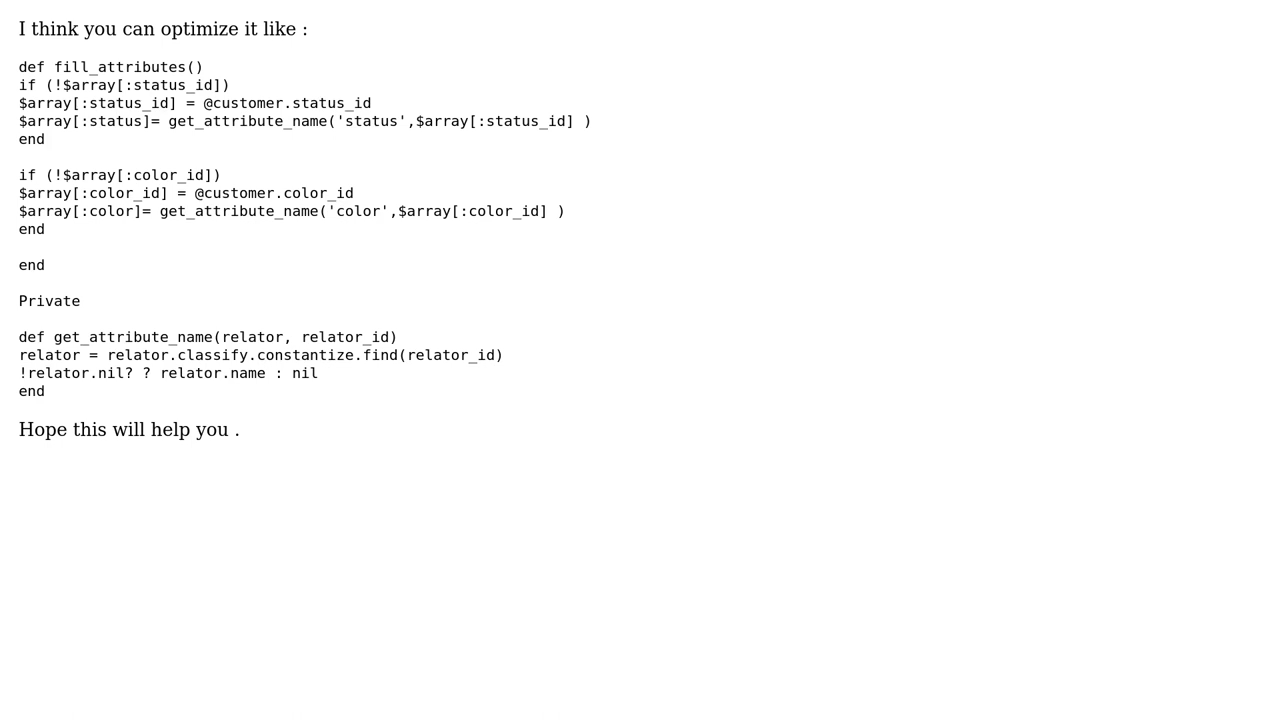 I think you can optimize it like :
def fill_attributes()
if (!$array[:status_id])
$array[:status_id] = @customer.status_id
$array[:status]= get_attribute_name('status',$array[:status_id] )
end
if (!$array[:color_id])
$array[:color_id] = @customer.color_id
$array[:color]= get_attribute_name('color',$array[:color_id] )
end
end
Private
def get_attribute_name(relator, relator_id)
relator = relator.classify.constantize.find(relator_id)
!relator.nil? ? relator.name : nil
end
Hope this will help you .